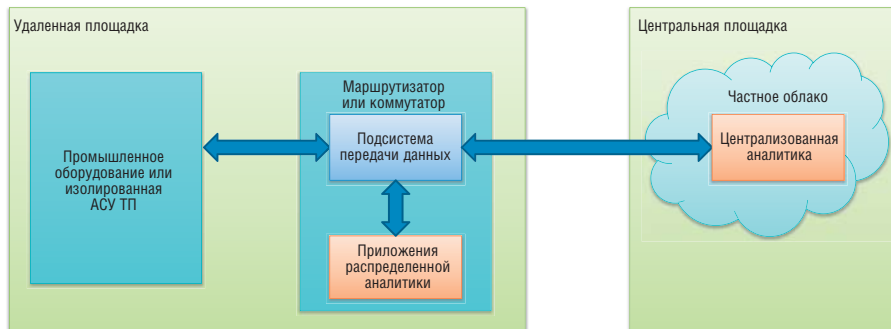 Удаленная площадка
Промышленное
оборудование или
изолированная
АСУ ТП
Маршрутизатор
или коммутатор
Подсистема
передачи данных
Приложения
распределенной
аналитики
Центральная площадка
Частное облако
Централизованная
аналитика